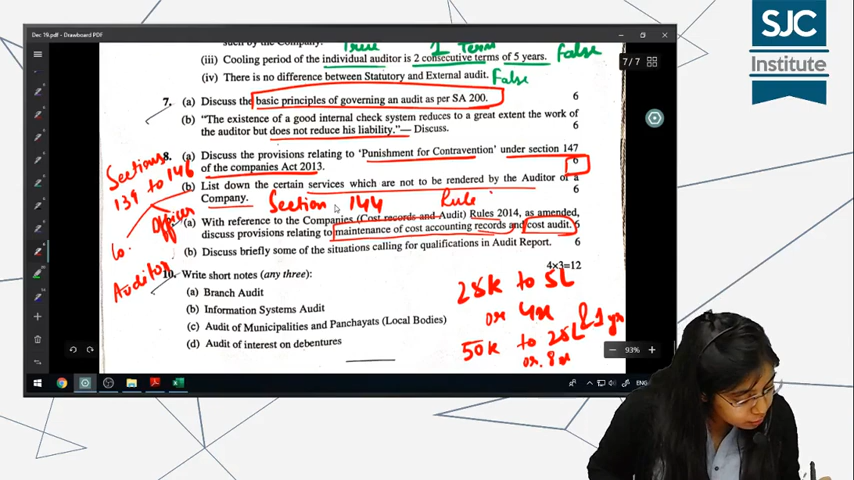 Dec 19.pdf - Drawboard PDF
SJC
Institute
7 / 7
such by the Company.
True 1 Term
(iii) Cooling period of the individual auditor is 2 consecutive terms of 5 years. False
(iv) There is no difference between Statutory and External audit. False
7. (a) Discuss the basic principles of governing an audit as per SA 200. 6
(b) "The existence of a good internal check system reduces to a great extent the work of
the auditor but does not reduce his liability."— Discuss. 6
8. (a) Discuss the provisions relating to 'Punishment for Contravention' under section 147
of the companies Act 2013. 6
Sections
139 to 146
(b) List down the certain services which are not to be rendered by the Auditor of a
Company. 6
Section 144 Rule
Officer
Co.
Auditor
(a) With reference to the Companies (Cost records and Audit) Rules 2014, as amended,
discuss provisions relating to maintenance of cost accounting records and cost audit. 6
(b) Discuss briefly some of the situations calling for qualifications in Audit Report. 6
10. Write short notes (any three): 4×3=12
(a) Branch Audit
(b) Information Systems Audit
(c) Audit of Municipalities and Panchayats (Local Bodies)
(d) Audit of interest on debentures
25k to 5L
or 4x
& 1 yr
50k to 25L
or 8x
93%
ENG